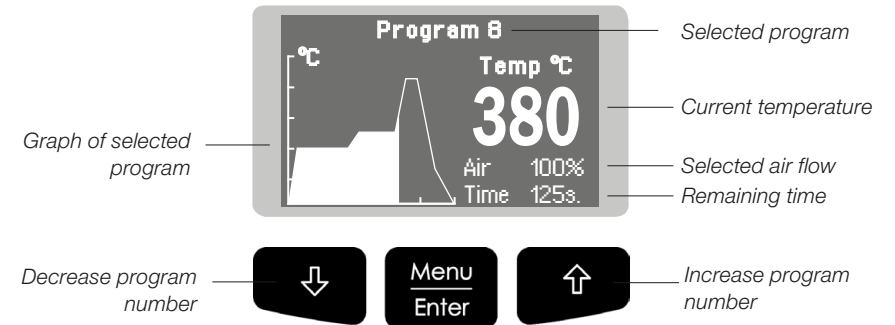 Program 8
Selected program
°C
Temp °C
380
Current temperature
Graph of selected
program
Air 100%
Selected air flow
Time 125s.
Remaining time
Decrease program
number
Menu
Enter
Increase program
number